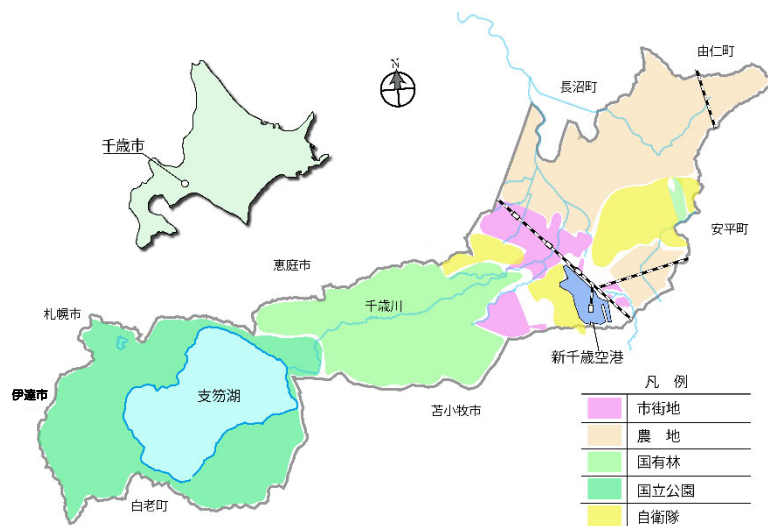 由仁町
長沼町
N
千歳市
安平町
恵庭市
千歳川
札幌市
新千歳空港
伊達市
支笏湖
苫小牧市
白老町
凡 例
市街地
農 地
国有林
国立公園
自衛隊